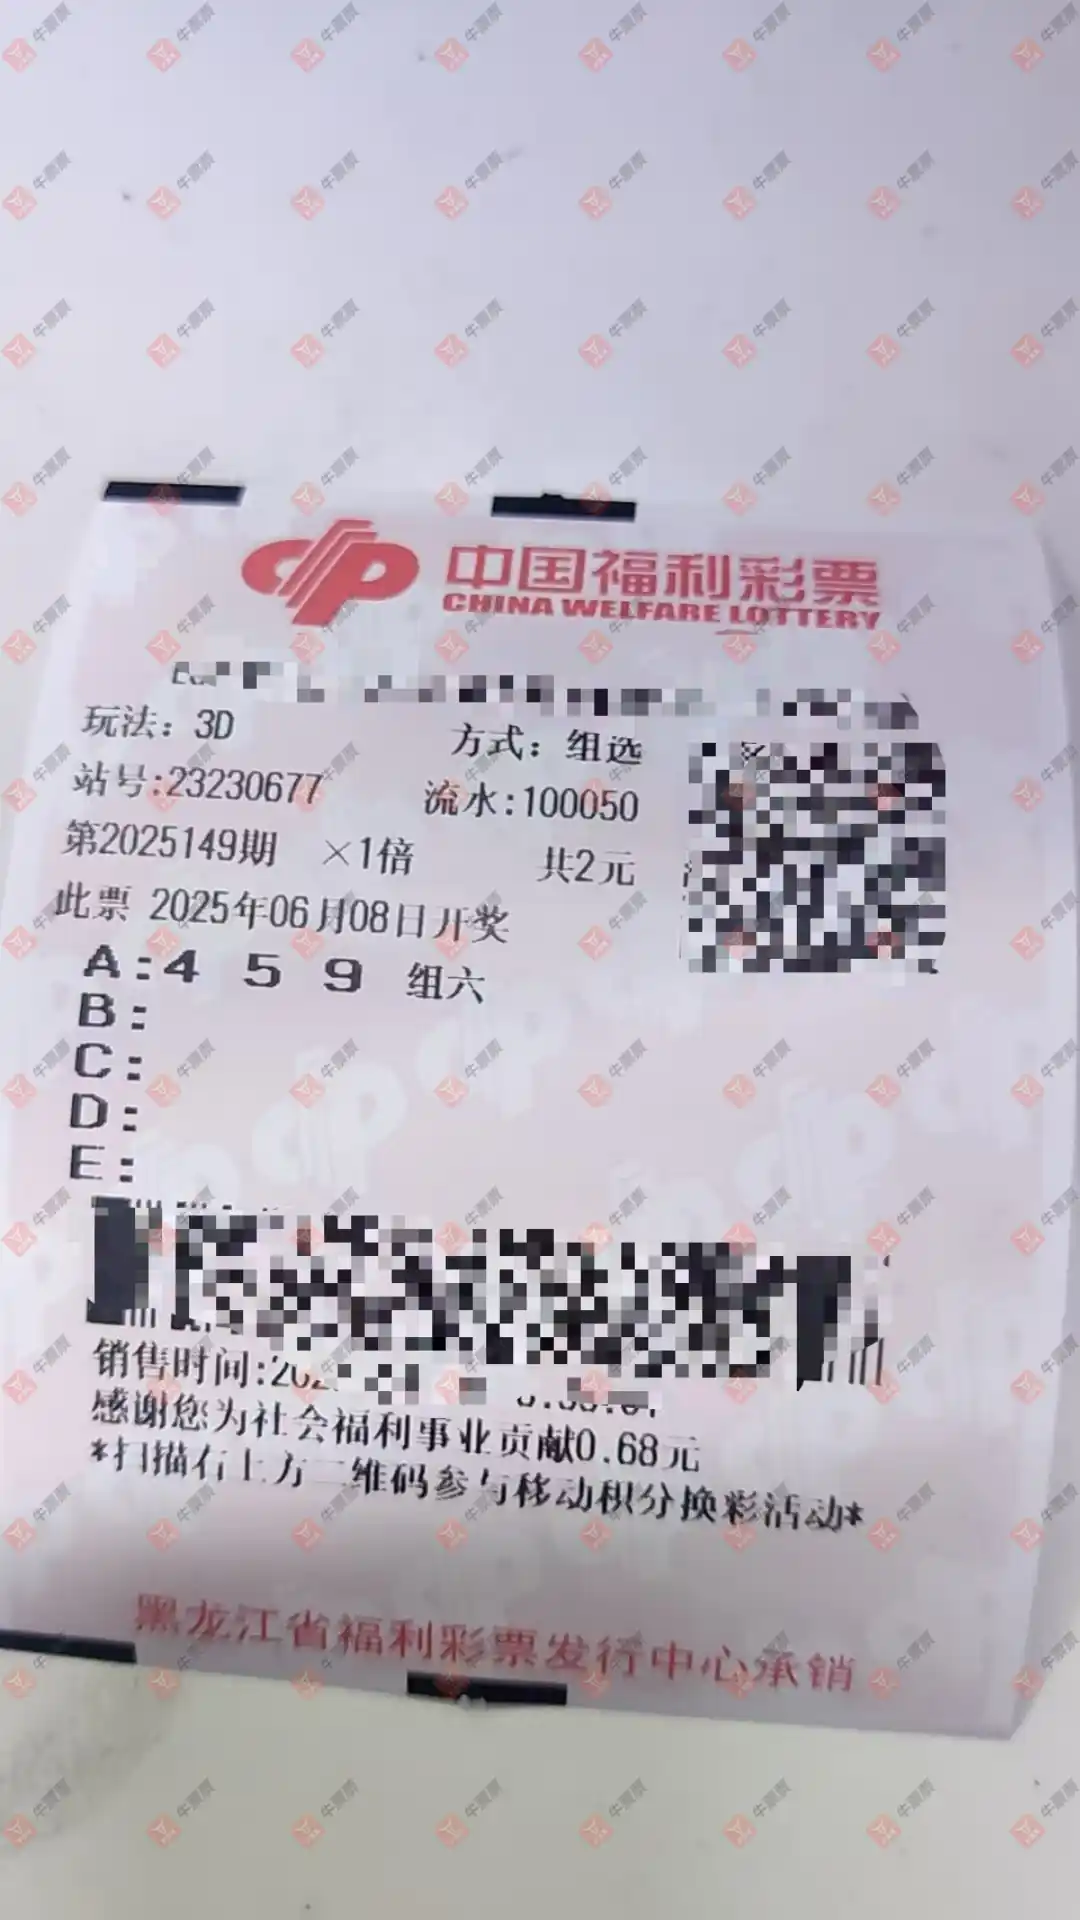 中国福利彩票
CHINA WELFARE LOTTERY
玩法：3D 方式：组选
站号:23230677 流水:100050
第2025149期 ×1倍 共2元
此票 2025年06月08日开奖
A:4 5 9 组六
B:
C:
D:
E:
销售时间:202
感谢您为社会福利事业贡献0.68元
*扫描右上方二维码参与移动积分换彩活动*
黑龙江省福利彩票发行中心承销
牛票票